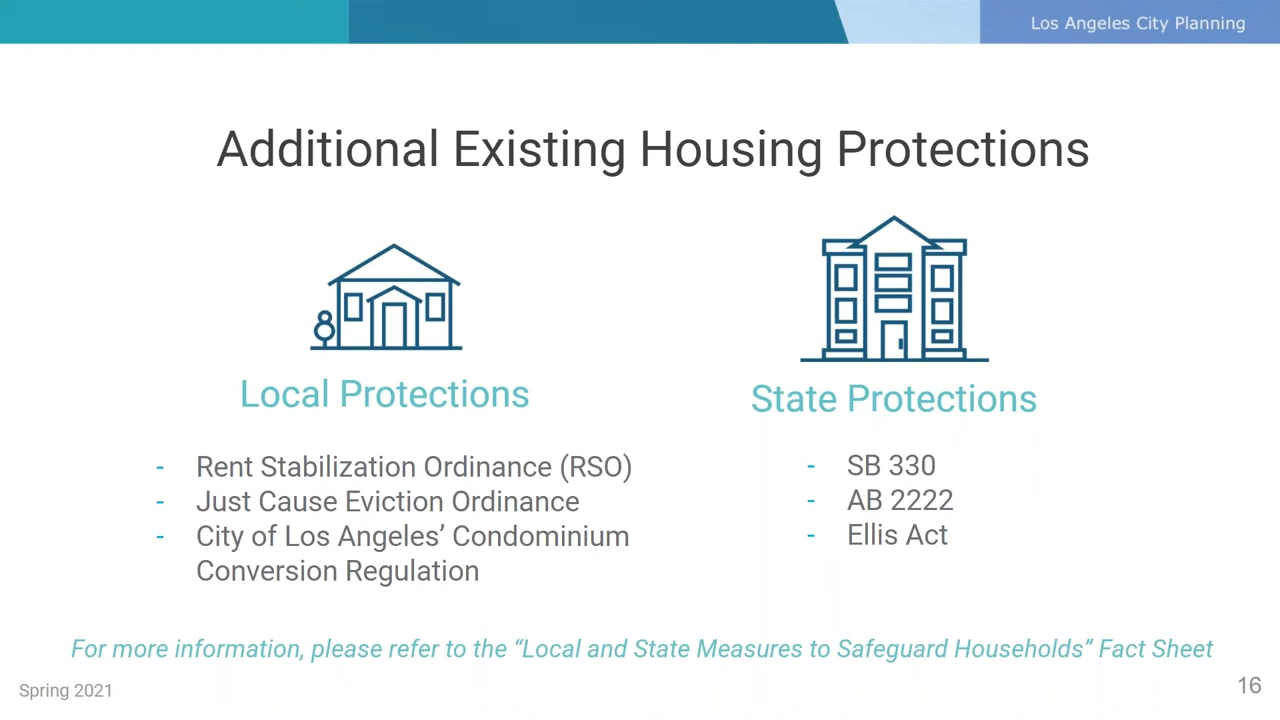 Los Angeles City Planning
Additional Existing Housing Protections
Local Protections
- Rent Stabilization Ordinance (RSO)
- Just Cause Eviction Ordinance
- City of Los Angeles’ Condominium
Conversion Regulation
State Protections
- SB 330
- AB 2222
- Ellis Act
For more information, please refer to the “Local and State Measures to Safeguard Households” Fact Sheet
Spring 2021
16